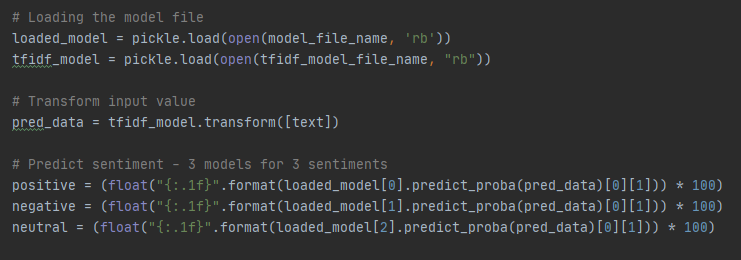 # Loading the model file
loaded_model = pickle.load(open(model_file_name, 'rb'))
tfidf_model = pickle.load(open(tfidf_model_file_name, "rb"))
# Transform input value
pred_data = tfidf_model.transform([text])
# Predict sentiment - 3 models for 3 sentiments
positive = (float("{:.1f}".format(loaded_model[0].predict_proba(pred_data)[0][1])) * 100)
negative = (float("{:.1f}".format(loaded_model[1].predict_proba(pred_data)[0][1])) * 100)
neutral = (float("{:.1f}".format(loaded_model[2].predict_proba(pred_data)[0][1])) * 100)